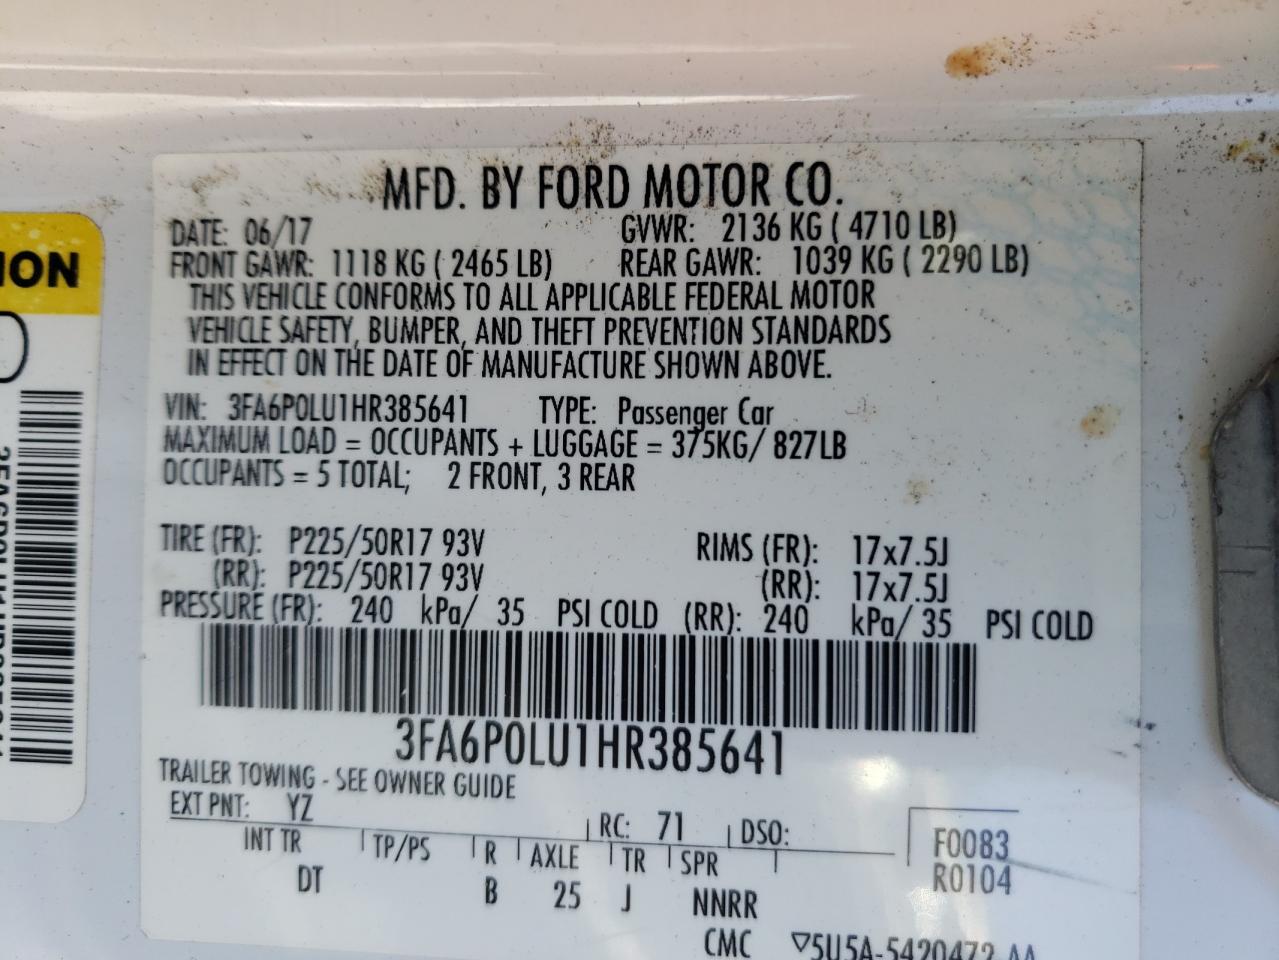 MFD. BY FORD MOTOR CO.
DATE: 06/17 GVWR: 2136 KG ( 4710 LB)
FRONT GAWR: 1118 KG ( 2465 LB) REAR GAWR: 1039 KG ( 2290 LB)
THIS VEHICLE CONFORMS TO ALL APPLICABLE FEDERAL MOTOR
VEHICLE SAFETY, BUMPER, AND THEFT PREVENTION STANDARDS
IN EFFECT ON THE DATE OF MANUFACTURE SHOWN ABOVE.
VIN: 3FA6P0LU1HR385641 TYPE: Passenger Car
MAXIMUM LOAD = OCCUPANTS + LUGGAGE = 375KG/ 827LB
OCCUPANTS = 5 TOTAL; 2 FRONT, 3 REAR
TIRE (FR): P225/50R17 93V RIMS (FR): 17x7.5J
(RR): P225/50R17 93V (RR): 17x7.5J
PRESSURE (FR): 240 kPa/ 35 PSI COLD (RR): 240 kPa/ 35 PSI COLD
3FA6P0LU1HR385641
TRAILER TOWING - SEE OWNER GUIDE
EXT PNT: YZ RC: 71 DSO:
INT TR TP/PS R AXLE TR SPR F0083
DT B 25 J NNRR R0104
CMC ▽5U5A-5420472-AA
ION